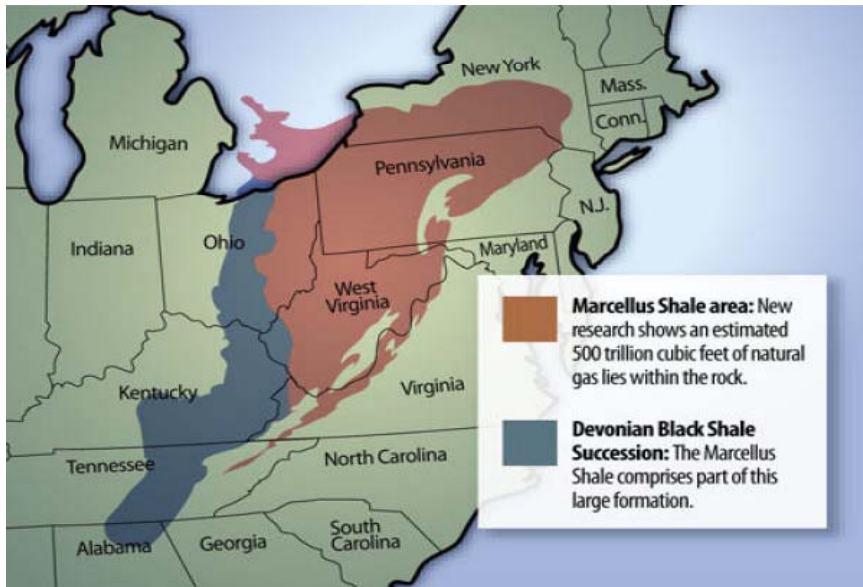 New York
Mass.
Michigan
Conn.
Pennsylvania
N.J.
Indiana
Ohio
Maryland
West
Virginia
Marcellus Shale area: New
research shows an estimated
500 trillion cubic feet of natural
gas lies within the rock.
Kentucky
Virginia
Devonian Black Shale
Succession: The Marcellus
Shale comprises part of this
large formation.
Tennessee
North Carolina
Alabama
Georgia
South
Carolina